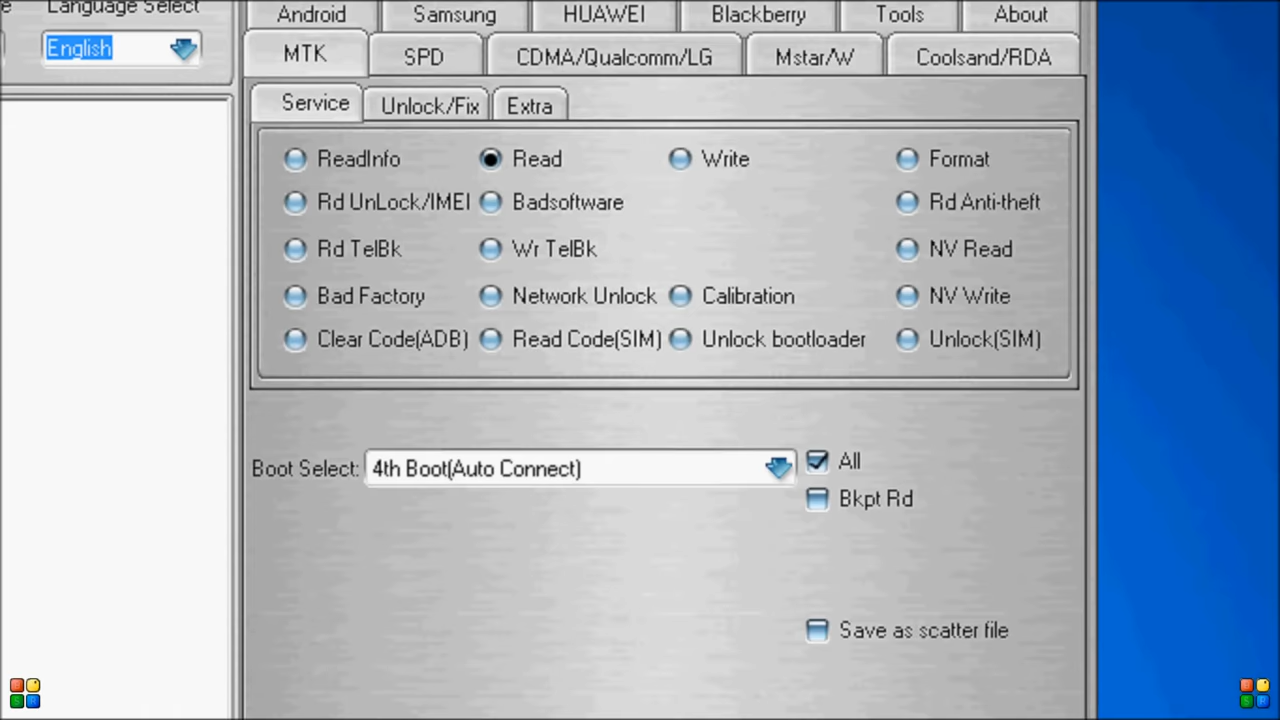 Language Select
English
Android Samsung HUAWEI Blackberry Tools About
MTK SPD CDMA/Qualcomm/LG Mstar/W Coolsand/RDA
Service Unlock/Fix Extra
ReadInfo Read Write Format
Rd UnLock/IMEI Badsoftware Rd Anti-theft
Rd TelBk Wr TelBk NV Read
Bad Factory Network Unlock Calibration NV Write
Clear Code(ADB) Read Code(SIM) Unlock bootloader Unlock(SIM)
Boot Select: 4th Boot(Auto Connect) All
Bkpt Rd
Save as scatter file